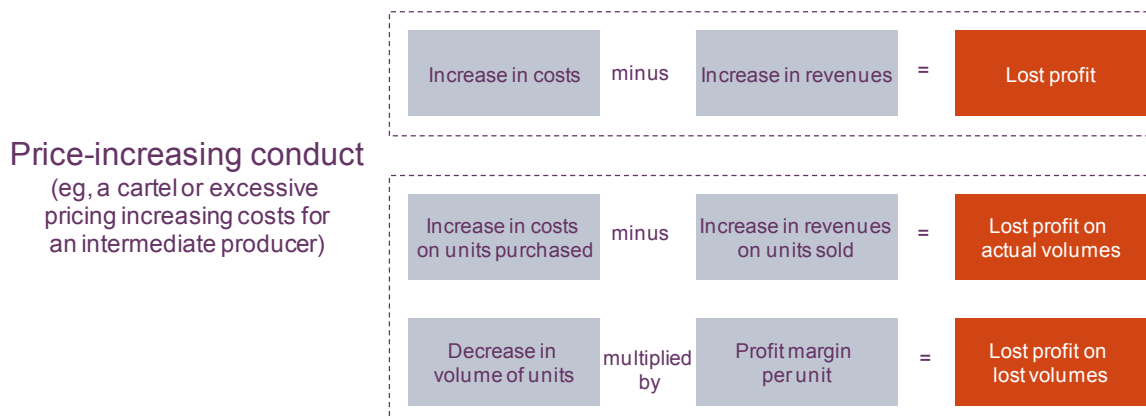 Increase in costs
minus
Increase in revenues
=
Lost profit
Price-increasing conduct
(eg, a cartel or excessive
pricing increasing costs for
an intermediate producer)
Increase in costs
on units purchased
minus
Increase in revenues
on units sold
=
Lost profit on
actual volumes
Decrease in
volume of units
multiplied
by
Profit margin
per unit
=
Lost profit on
lost volumes